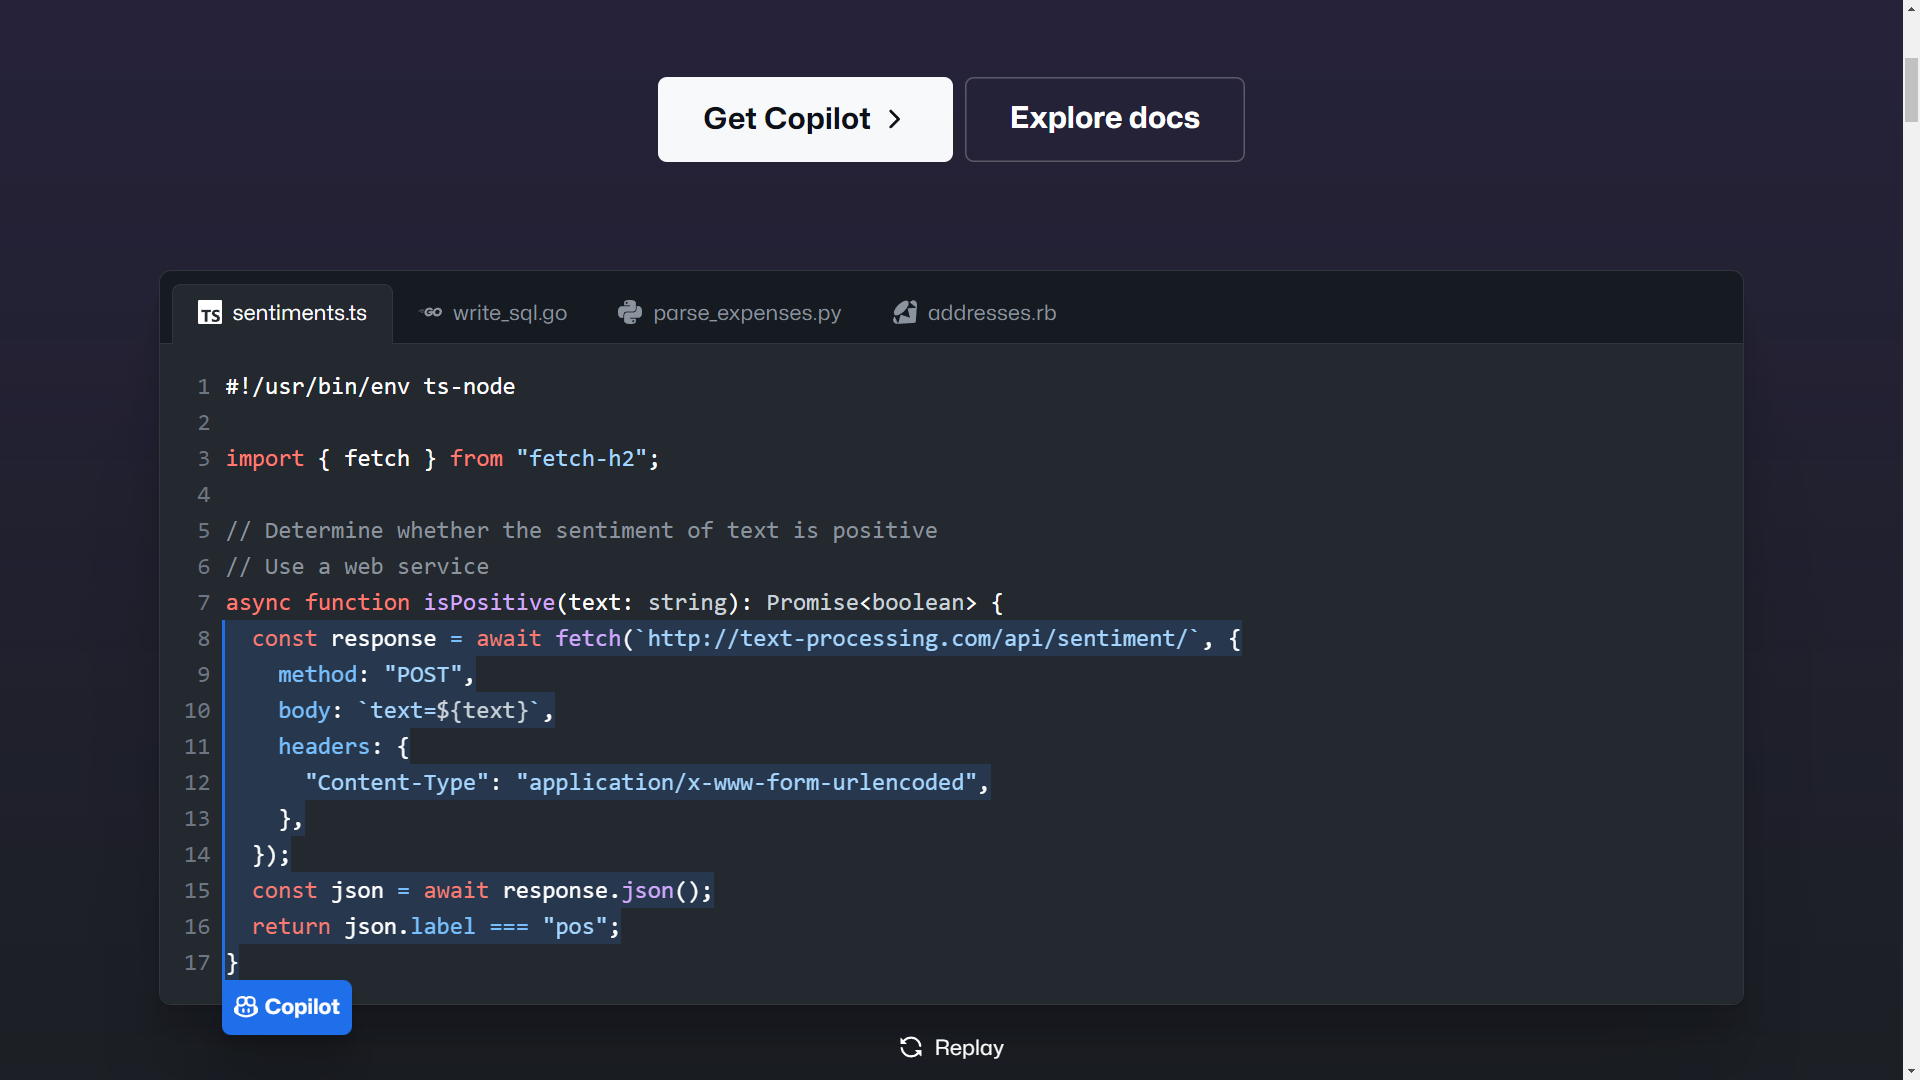 Get Copilot
Explore docs
TS sentiments.ts
GO write_sql.go
parse_expenses.py
addresses.rb
1 #!/usr/bin/env ts-node
2
3 import { fetch } from "fetch-h2";
4
5 // Determine whether the sentiment of text is positive
6 // Use a web service
7 async function isPositive(text: string): Promise<boolean> {
8   const response = await fetch(`http://text-processing.com/api/sentiment/`, {
9     method: "POST",
10     body: `text=${text}`,
11     headers: {
12       "Content-Type": "application/x-www-form-urlencoded",
13     },
14   });
15   const json = await response.json();
16   return json.label === "pos";
17 }
Copilot
Replay